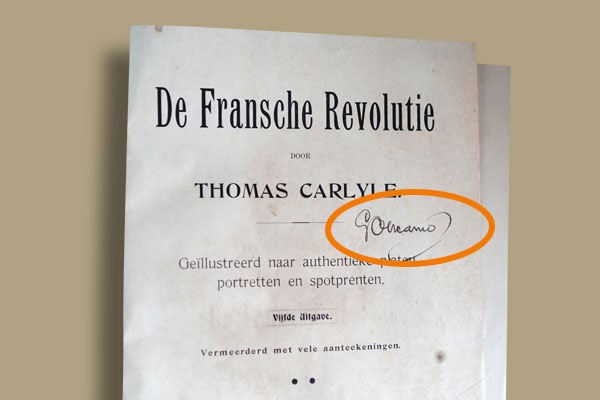 De Fransche Revolutie
DOOR
THOMAS CARLYLE.
Geïllustreerd naar authentieke platen
portretten en spotprenten.
Vijfde Uitgave.
Vermeerderd met vele aanteekeningen.